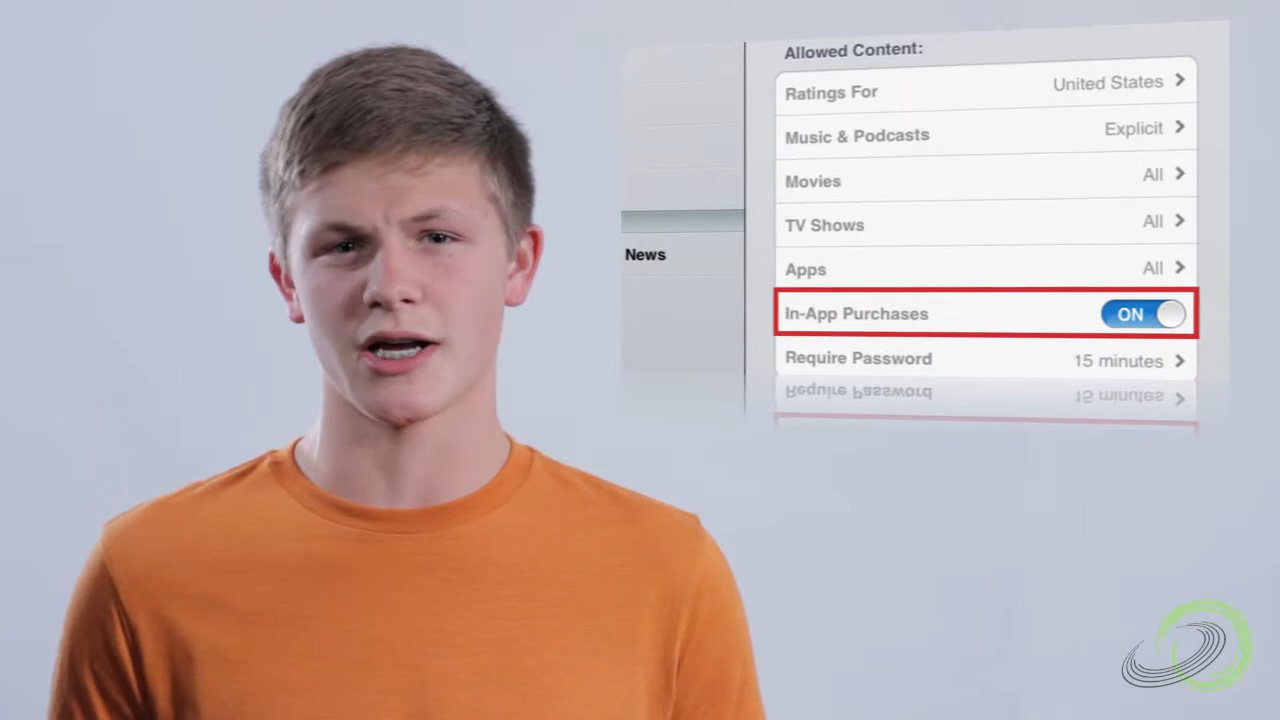 Allowed Content:
Ratings For United States
Music & Podcasts Explicit
Movies All
TV Shows All
News
Apps All
In-App Purchases ON
Require Password 15 minutes
Require Password 15 minutes